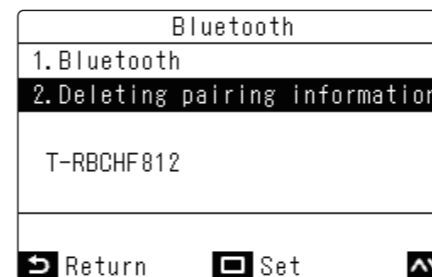 Bluetooth
1.Bluetooth
2.Deleting pairing information
T-RBCHF812
Return Set